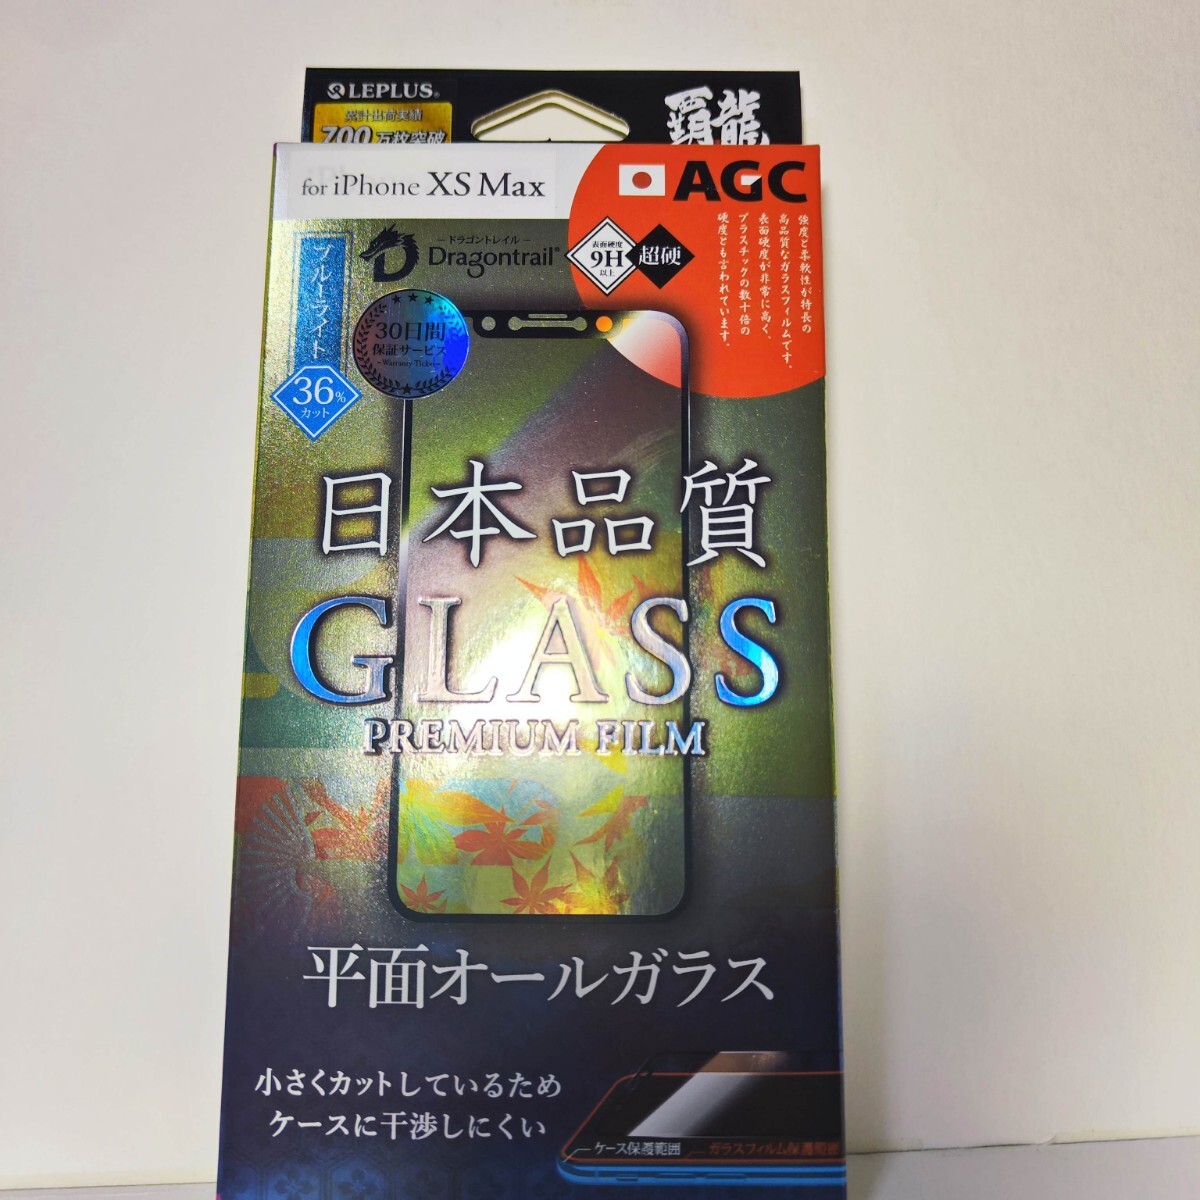 LEPLUS®
累計出荷実績
700万枚突破
覇龍
for iPhone XS Max
AGC
強度と柔軟性が特長の
高品質なガラスフィルムです。
表面硬度が非常に高く、
プラスチックの数十倍の
硬度とも言われています。
ードラゴントレイルー
Dragontrail®
表面硬度
9H
以上
超硬
ブルーライト
36%
カット
30日間
保証サービス
~Warranty Ticket~
日本品質
GLASS
PREMIUM FILM
平面オールガラス
小さくカットしているため
ケースに干渉しにくい
ケース保護範囲
ガラスフィルム保護範囲